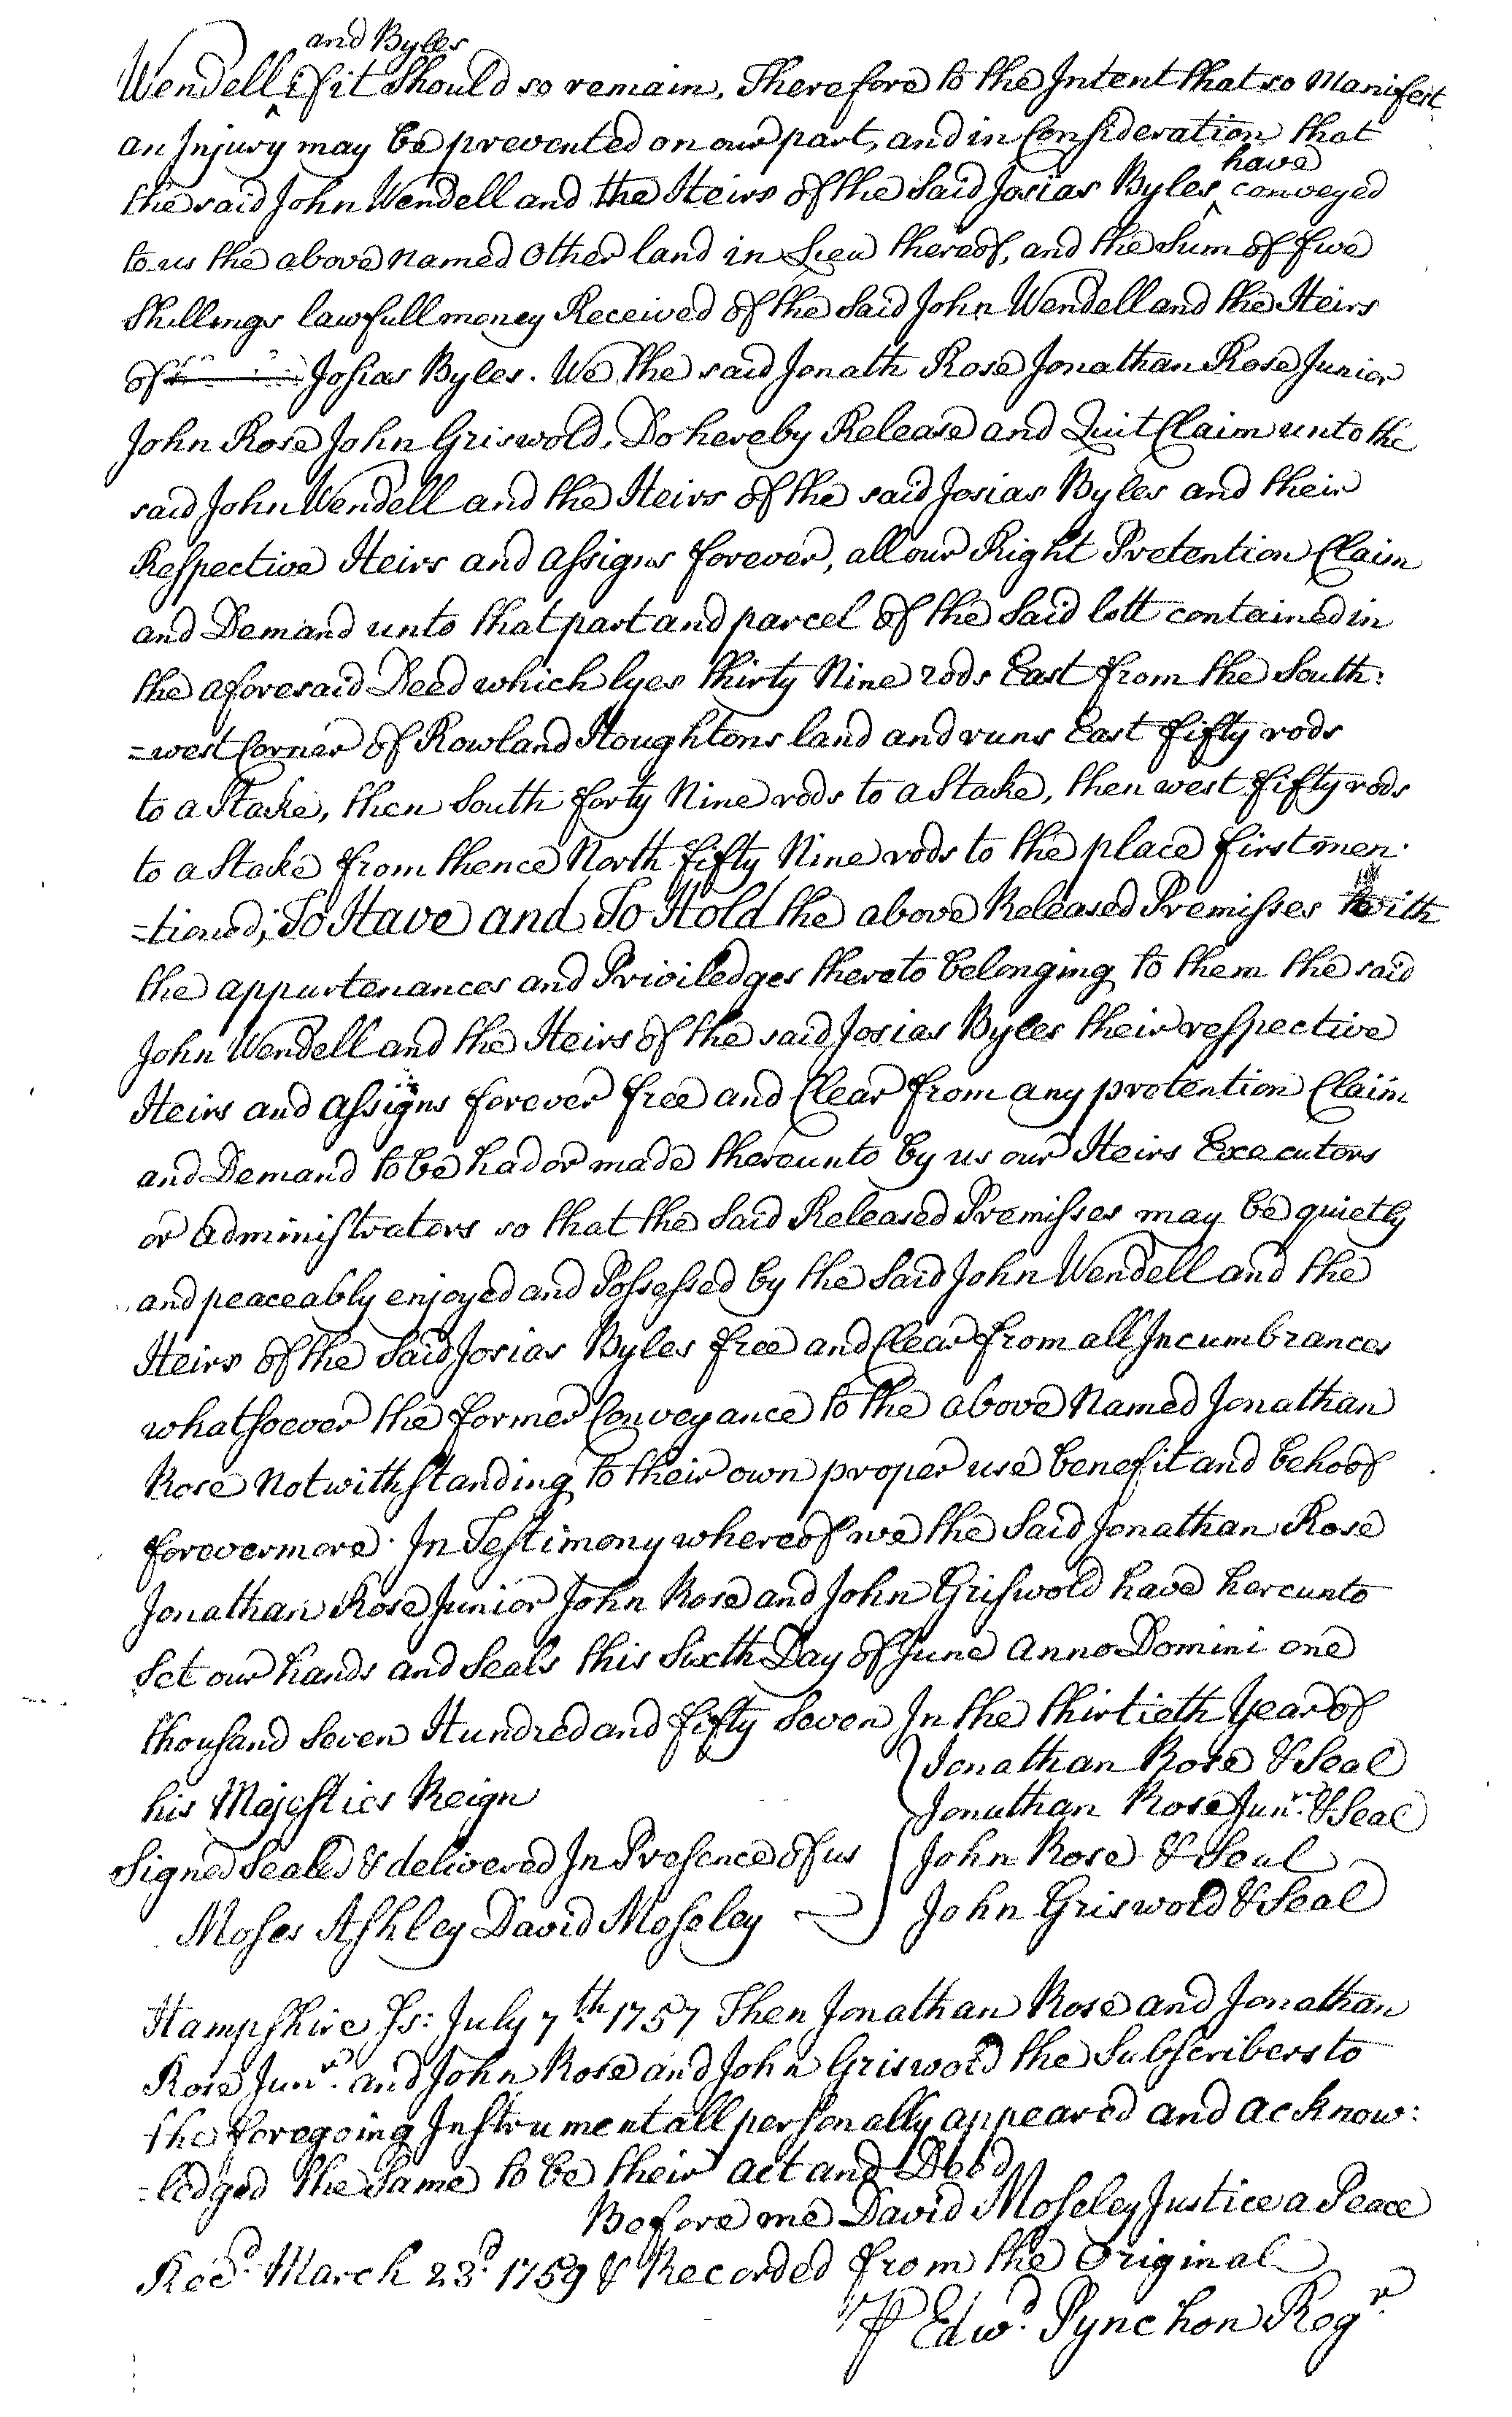 and Byles
Wendell ^ if it Should so remain, Therefore to the Intent that so Manifest
an Injury may be prevented on our part, and in Consideration that
have
the said John Wendell and the Heirs of the Said Josias Byles ^ conveyed
to us the above named Other land in Lieu thereof, and the Sum of five
Shillings lawfull money Received of the Said John Wendell and the Heirs
of Josias Byles. We the said Jonath Rose Jonathan Rose Junior
John Rose John Griswold, Do hereby Release and Quit Claim unto the
said John Wendell and the Heirs of the said Josias Byles and their
Respective Heirs and assigns forever, all our Right Pretention Claim
and Demand unto that part and parcel of the Said lott contained in
the aforesaid Deed which lyes thirty Nine rods East from the South:
=west Corner of Rowland Houghtons land and runs East fifty rods
to a Stake, then South forty Nine rods to a Stake, then west fifty rods
to a Stake from thence North fifty Nine rods to the place first men-
=tioned; To Have and To Hold the above Released Premisses with
the appurtenances and Priviledges thereto belonging to them the said
John Wendell and the Heirs of the said Josias Byles their respective
Heirs and assigns forever free and Clear from any pretention Claim
and Demand to be had or made thereunto by us our Heirs Executors
or administrators so that the Said Released Premisses may be quietly
and peaceably enjoyed and Possessed by the Said John Wendell and the
Heirs of the Said Josias Byles free and Clear from all Incumbrances
whatsoever the former Conveyance to the above Named Jonathan
Rose Notwithstanding to their own proper use benefit and behoof
forevermore. In Testimony whereof we the Said Jonathan Rose
Jonathan Rose Junior John Rose and John Griswold have hereunto
Set our hands and Seals this Sixth Day of June anno Domini one
thousand Seven Hundred and fifty Seven In the thirtieth Year of
his Majesties Reign
Jonathan Rose & Seal
Jonathan Rose Junr. & Seal
Signed Sealed & delivered In Presence of us
John Rose & Seal
Moses Ashley David Moseley
John Griswold & Seal
Hampshire Ss: July 7th 1757 Then Jonathan Rose and Jonathan
Rose Junr. and John Rose and John Griswold the Subscribers to
the foregoing Instrument all personally appeared and acknow:
=ledged the Same to be their act and Deed
Before me David Moseley Justice a Peace
Recd. March 23d. 1759 & Recorded from the Original
P Edwd. Pynchon Regr.